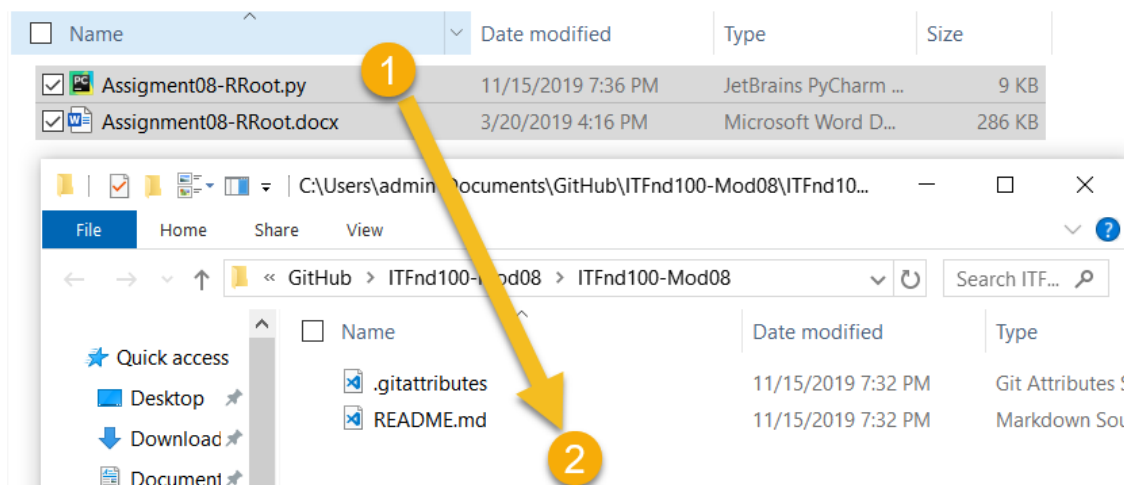 Name Date modified Type Size
1
Assigment08-RRoot.py 11/15/2019 7:36 PM JetBrains PyCharm ... 9 KB
Assignment08-RRoot.docx 3/20/2019 4:16 PM Microsoft Word D... 286 KB
C:\Users\admin\Documents\GitHub\ITFnd100-Mod08\ITFnd10...
File Home Share View
« GitHub > ITFnd100-Mod08 > ITFnd100-Mod08 Search ITF...
Name Date modified Type
Quick access
.gitattributes 11/15/2019 7:32 PM Git Attributes S
Desktop
README.md 11/15/2019 7:32 PM Markdown Sou
Download
2
Document